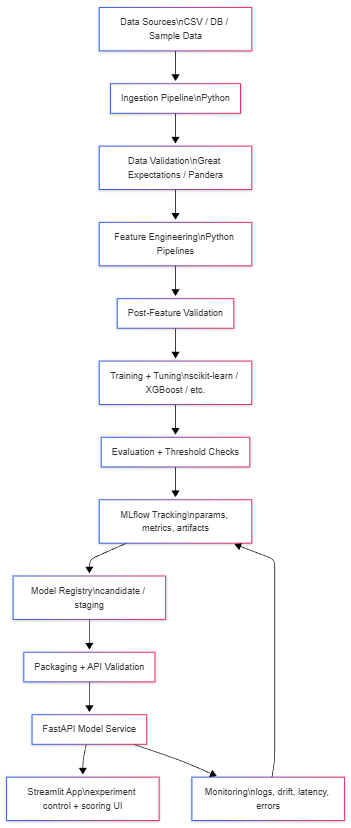 Data Sources\nCSV / DB /
Sample Data
Ingestion Pipeline\nPython
Data Validation\nGreat
Expectations / Pandera
Feature Engineering\nPython
Pipelines
Post-Feature Validation
Training + Tuning\nscikit-learn /
XGBoost / etc.
Evaluation + Threshold Checks
MLflow Tracking\nparams,
metrics, artifacts
Model Registry\ncandidate /
staging
Packaging + API Validation
FastAPI Model Service
Streamlit App\nexperiment
control + scoring UI
Monitoring\nlogs, drift, latency,
errors